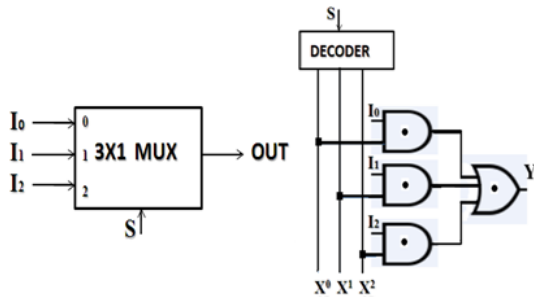 I0
I1
I2
0
1
2
3X1 MUX
OUT
S
S
DECODER
I0
I1
I2
Y
X⁰ X¹ X²